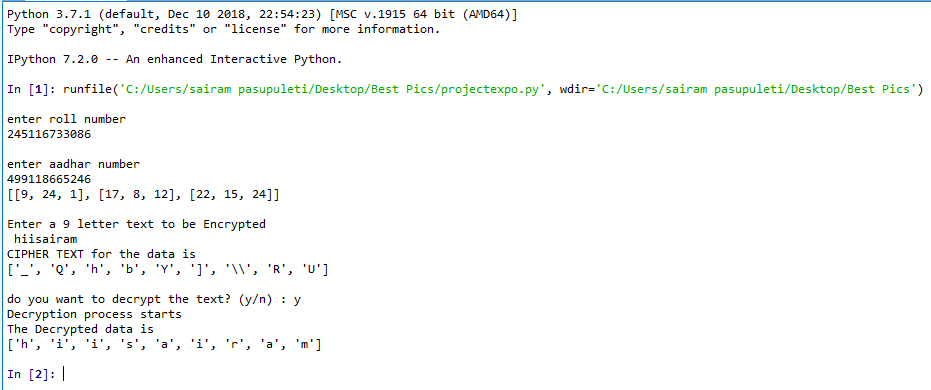 Python 3.7.1 (default, Dec 10 2018, 22:54:23) [MSC v.1915 64 bit (AMD64)]
Type "copyright", "credits" or "license" for more information.
IPython 7.2.0 -- An enhanced Interactive Python.
In [1]: runfile('C:/Users/sairam pasupuleti/Desktop/Best Pics/projectexpo.py', wdir='C:/Users/sairam pasupuleti/Desktop/Best Pics')
enter roll number
245116733086
enter aadhar number
499118665246
[[9, 24, 1], [17, 8, 12], [22, 15, 24]]
Enter a 9 letter text to be Encrypted
hiisairam
CIPHER TEXT for the data is
['_', 'Q', 'h', 'b', 'Y', ']', '\\', 'R', 'U']
do you want to decrypt the text? (y/n) : y
Decryption process starts
The Decrypted data is
['h', 'i', 'i', 's', 'a', 'i', 'r', 'a', 'm']
In [2]: